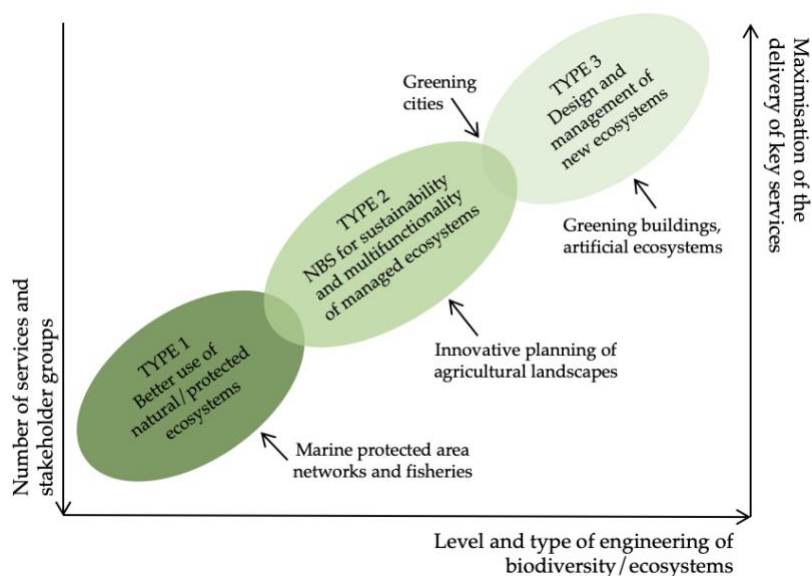 Maximisation of the
delivery of key services
Greening
cities
TYPE 3
Design and
management of
new ecosystems
TYPE 2
NBS for sustainability
and multifunctionality
of managed ecosystems
Greening buildings,
artificial ecosystems
Number of services and
stakeholder groups
TYPE 1
Better use of
natural/protected
ecosystems
Innovative planning of
agricultural landscapes
Marine protected area
networks and fisheries
Level and type of engineering of
biodiversity/ecosystems